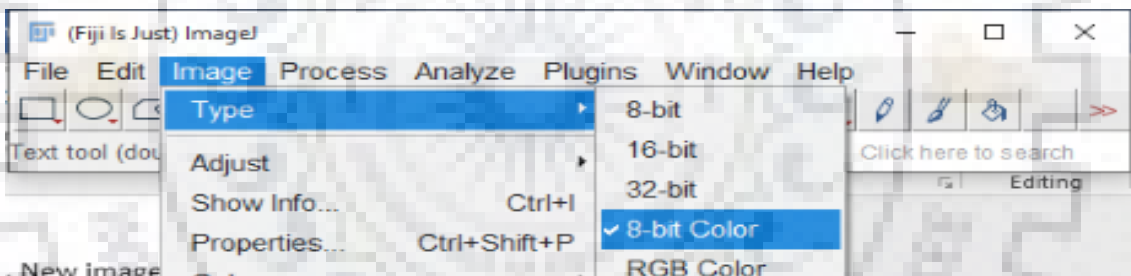 (Fiji Is Just) ImageJ
File Edit Image Process Analyze Plugins Window Help
Type
8-bit
Text tool (dou
16-bit
Click here to search
Adjust
32-bit
Editing
Show Info... Ctrl+I
8-bit Color
Properties... Ctrl+Shift+P
RGB Color
New image